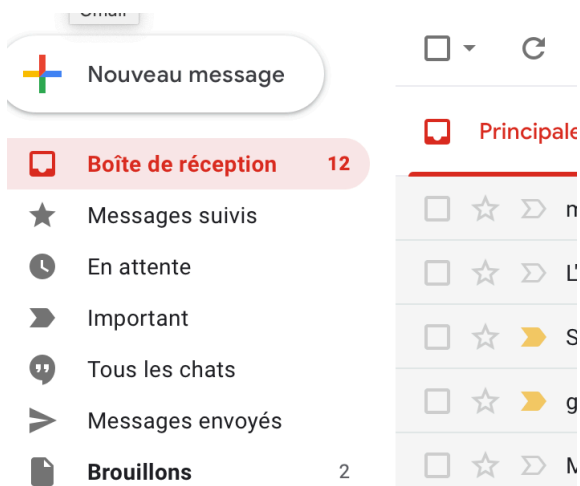 Gmail
Nouveau message
Boîte de réception 12
Messages suivis
En attente
Important
Tous les chats
Messages envoyés
Brouillons 2
Principale